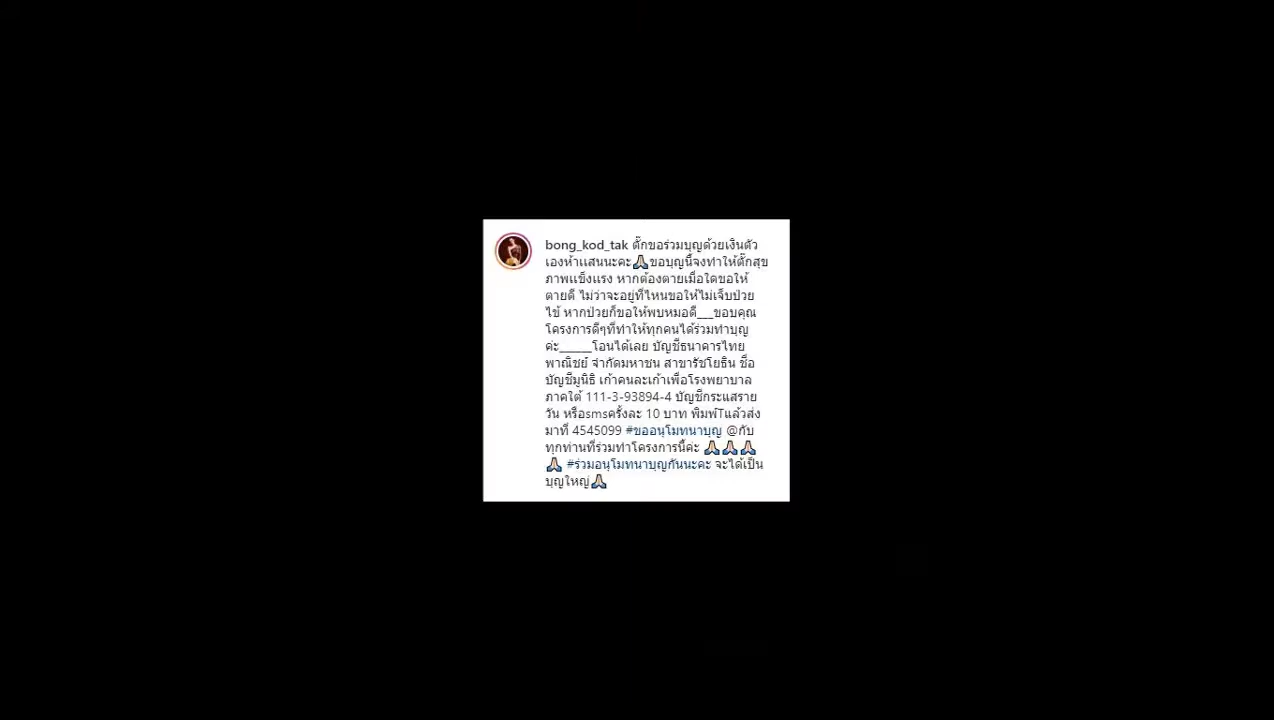 bong_kod_tak ตั๊กขอร่วมบุญด้วยเงินตัว
เองห้าแสนนะคะ🙏🏻ขอบุญนี้จงทำให้ตั๊กสุข
ภาพแข็งแรง หากต้องตายเมื่อใดขอให้
ตายดี ไม่ว่าจะอยู่ที่ไหนขอให้ไม่เจ็บป่วย
ไข้ หากป่วยก็ขอให้พบหมอดี___ขอบคุณ
โครงการดีๆที่ทำให้ทุกคนได้ร่วมทำบุญ
ค่ะ______โอนได้เลย บัญชีธนาคารไทย
พาณิชย์ จำกัดมหาชน สาขารัชโยธิน ชื่อ
บัญชีมูนิธิ เก้าคนละเก้าเพื่อโรงพยาบาล
ภาคใต้ 111-3-93894-4 บัญชีกระแสราย
วัน หรือsmsครั้งละ 10 บาท พิมพ์Tแล้วส่ง
มาที่ 4545099 #ขออนุโมทนาบุญ @กับ
ทุกท่านที่ร่วมทำโครงการนี้ค่ะ 🙏🏻🙏🏻🙏🏻
🙏🏻 #ร่วมอนุโมทนาบุญกันนะคะ จะได้เป็น
บุญใหญ่🙏🏻